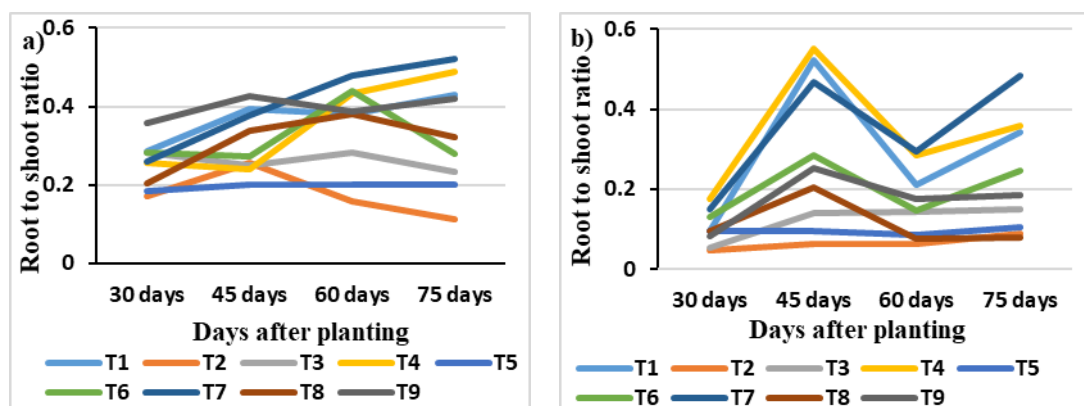 a)
Root to shoot ratio
0.6
0.4
0.2
0
30 days 45 days 60 days 75 days
Days after planting
T1 T2 T3 T4 T5
T6 T7 T8 T9
b)
Root to shoot ratio
0.6
0.4
0.2
0
30 days 45 days 60 days 75 days
Days after planting
T1 T2 T3 T4 T5
T6 T7 T8 T9